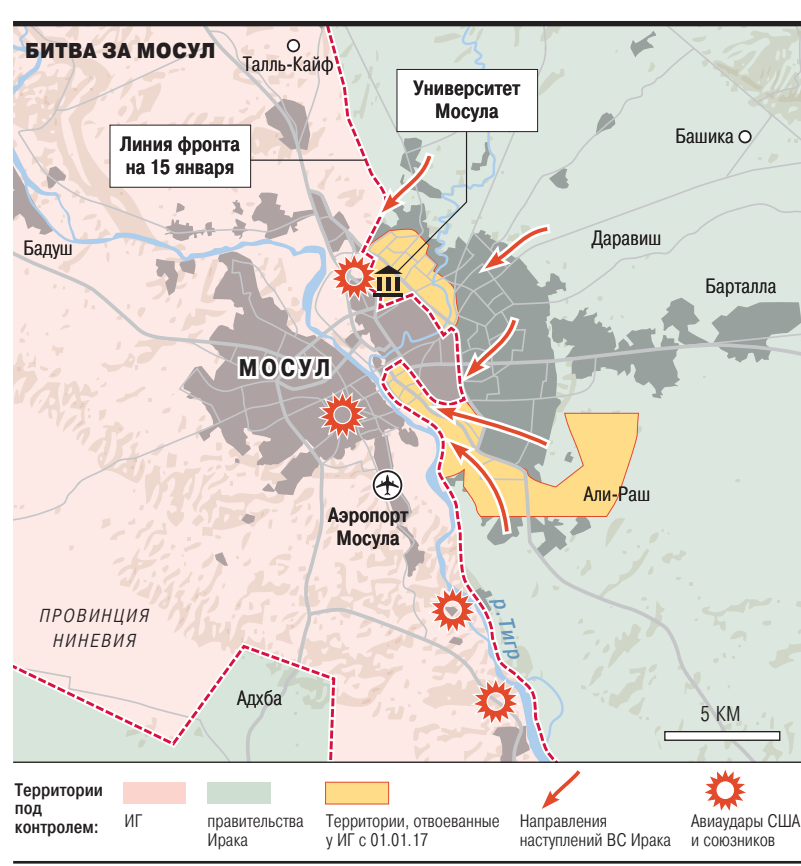 БИТВА ЗА МОСУЛ
Талль-Кайф
Университет
Мосула
Линия фронта
на 15 января
Башика
Бадуш
Даравиш
Барталла
МОСУЛ
Али-Раш
Аэропорт
Мосула
ПРОВИНЦИЯ
НИНЕВИЯ
р. Тигр
Адхба
5 КМ
Территории
под
контролем:
ИГ
правительства
Ирака
Территории, отвоеванные
у ИГ с 01.01.17
Направления
наступлений ВС Ирака
Авиаудары США
и союзников